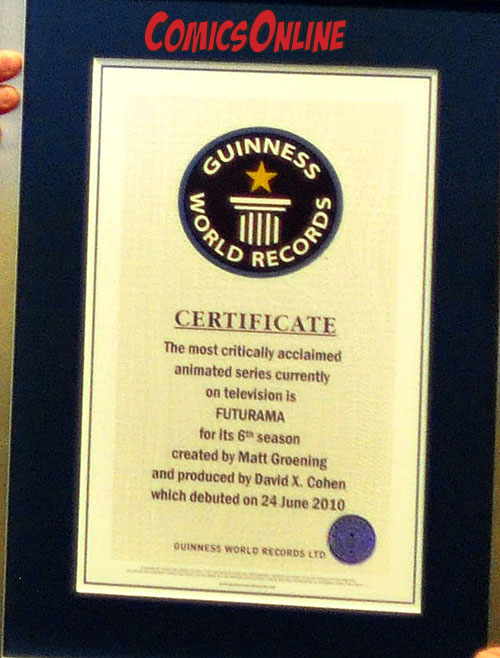 COMICSONLINE
GUINNESS
WORLD RECORDS
CERTIFICATE
The most critically acclaimed
animated series currently
on television is
FUTURAMA
for its 6th season
created by Matt Groening
and produced by David X. Cohen
which debuted on 24 June 2010
GUINNESS WORLD RECORDS LTD